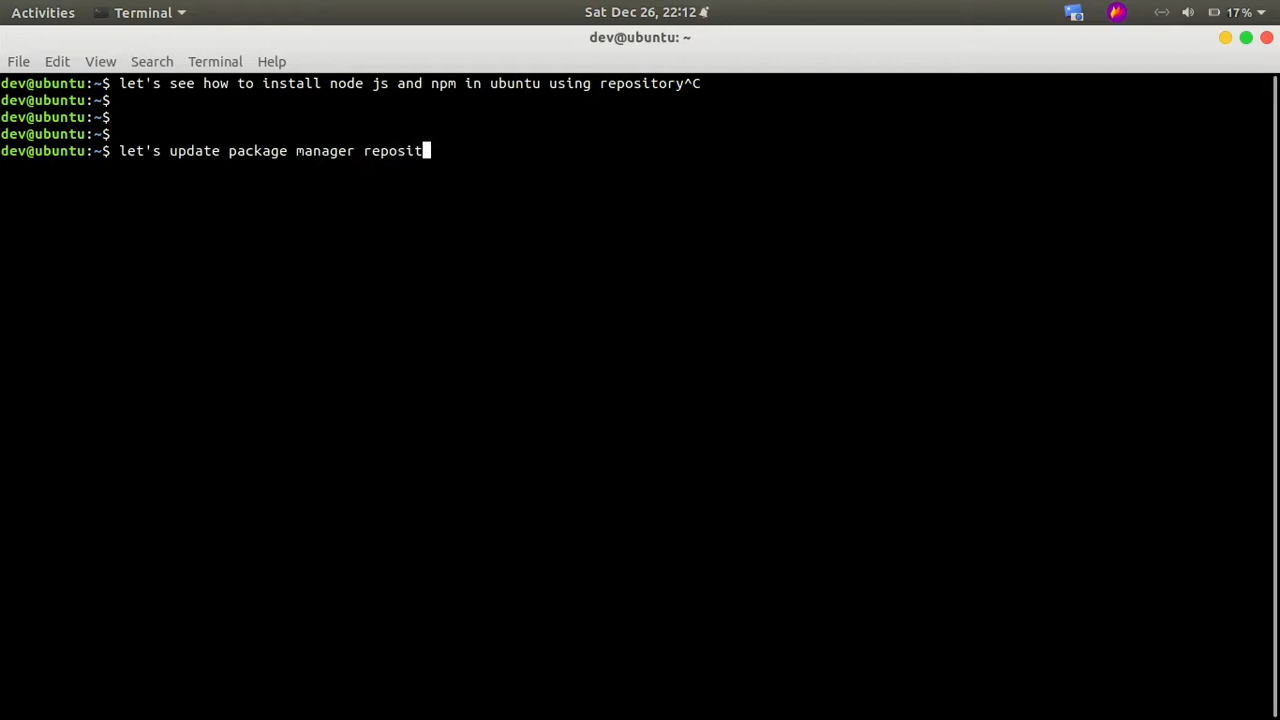 Activities Terminal Sat Dec 26, 22:12 17%
dev@ubuntu: ~
File Edit View Search Terminal Help
dev@ubuntu:~$ let's see how to install node js and npm in ubuntu using repository^C
dev@ubuntu:~$
dev@ubuntu:~$
dev@ubuntu:~$
dev@ubuntu:~$ let's update package manager reposit